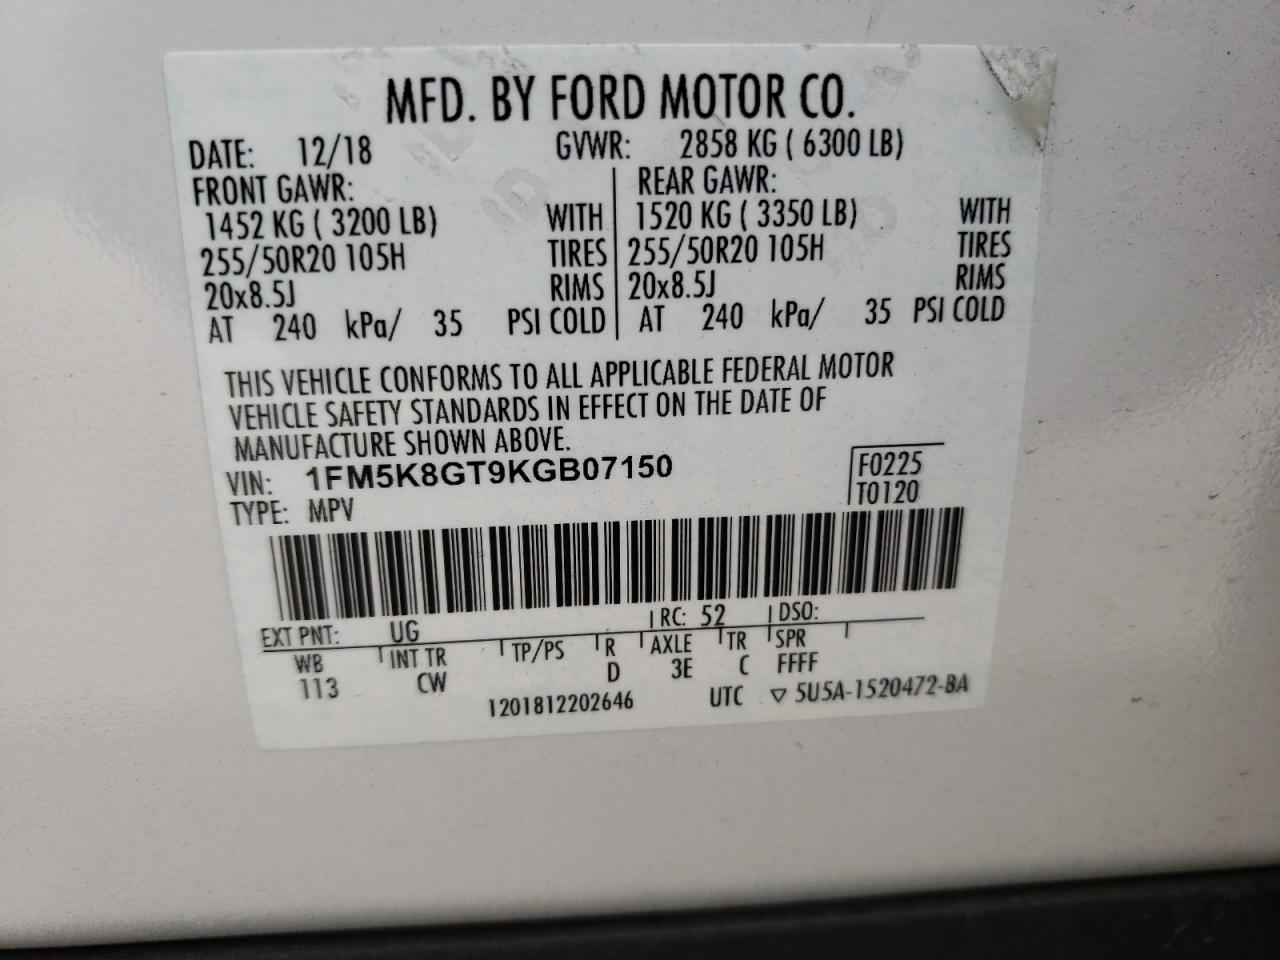 MFD. BY FORD MOTOR CO.
DATE: 12/18 GVWR: 2858 KG ( 6300 LB)
FRONT GAWR: REAR GAWR:
1452 KG ( 3200 LB) WITH 1520 KG ( 3350 LB) WITH
255/50R20 105H TIRES 255/50R20 105H TIRES
20x8.5J RIMS 20x8.5J RIMS
AT 240 kPa/ 35 PSI COLD AT 240 kPa/ 35 PSI COLD
THIS VEHICLE CONFORMS TO ALL APPLICABLE FEDERAL MOTOR
VEHICLE SAFETY STANDARDS IN EFFECT ON THE DATE OF
MANUFACTURE SHOWN ABOVE.
VIN: 1FM5K8GT9KGB07150 F0225
TYPE: MPV T0120
EXT PNT: UG RC: 52 DSO:
WB INT TR TP/PS R AXLE TR SPR
113 CW D 3E C FFFF
1201812202646 UTC ▽ 5U5A-1520472-BA